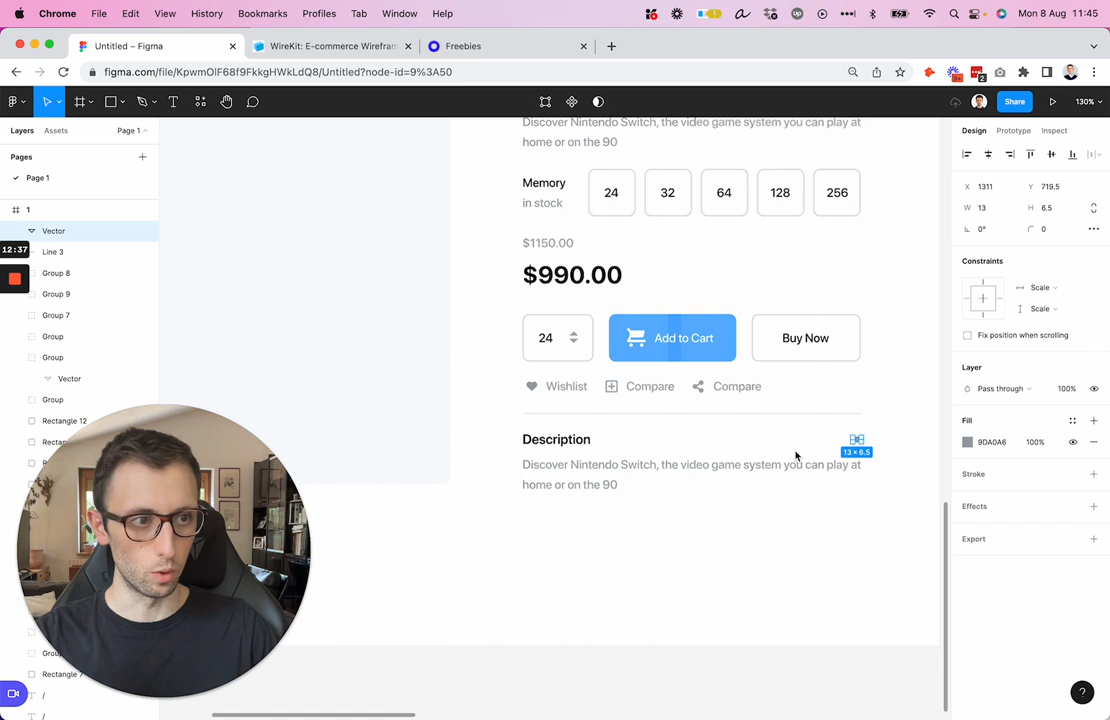 Chrome File Edit View History Bookmarks Profiles Tab Window Help
Mon 8 Aug 11:45
Untitled – Figma
WireKit: E-commerce Wirefram
Freebies
figma.com/file/KpwmOlF68f9FkkgHWkLdQ8/Untitled?node-id=9%3A50
9+
2
Share
130%
Layers Assets Page 1
Design Prototype Inspect
Pages
Page 1
1
Vector
12:37
Line 3
Group 8
Group 9
Group 7
Group
Group
Vector
Group
Rectangle 12
Rectan
Grou
Rectangle 7
/
/
Discover Nintendo Switch, the video game system you can play at
home or on the 90
Memory
in stock
24 32 64 128 256
$1150.00
$990.00
24
Add to Cart
Buy Now
Wishlist
Compare
Compare
Description
13 × 6.5
Discover Nintendo Switch, the video game system you can play at
home or on the 90
X 1311 Y 719.5
W 13 H 6.5
0° 0
Constraints
Scale
Scale
Fix position when scrolling
Layer
Pass through 100%
Fill
9DA0A6 100%
Stroke
Effects
Export
?